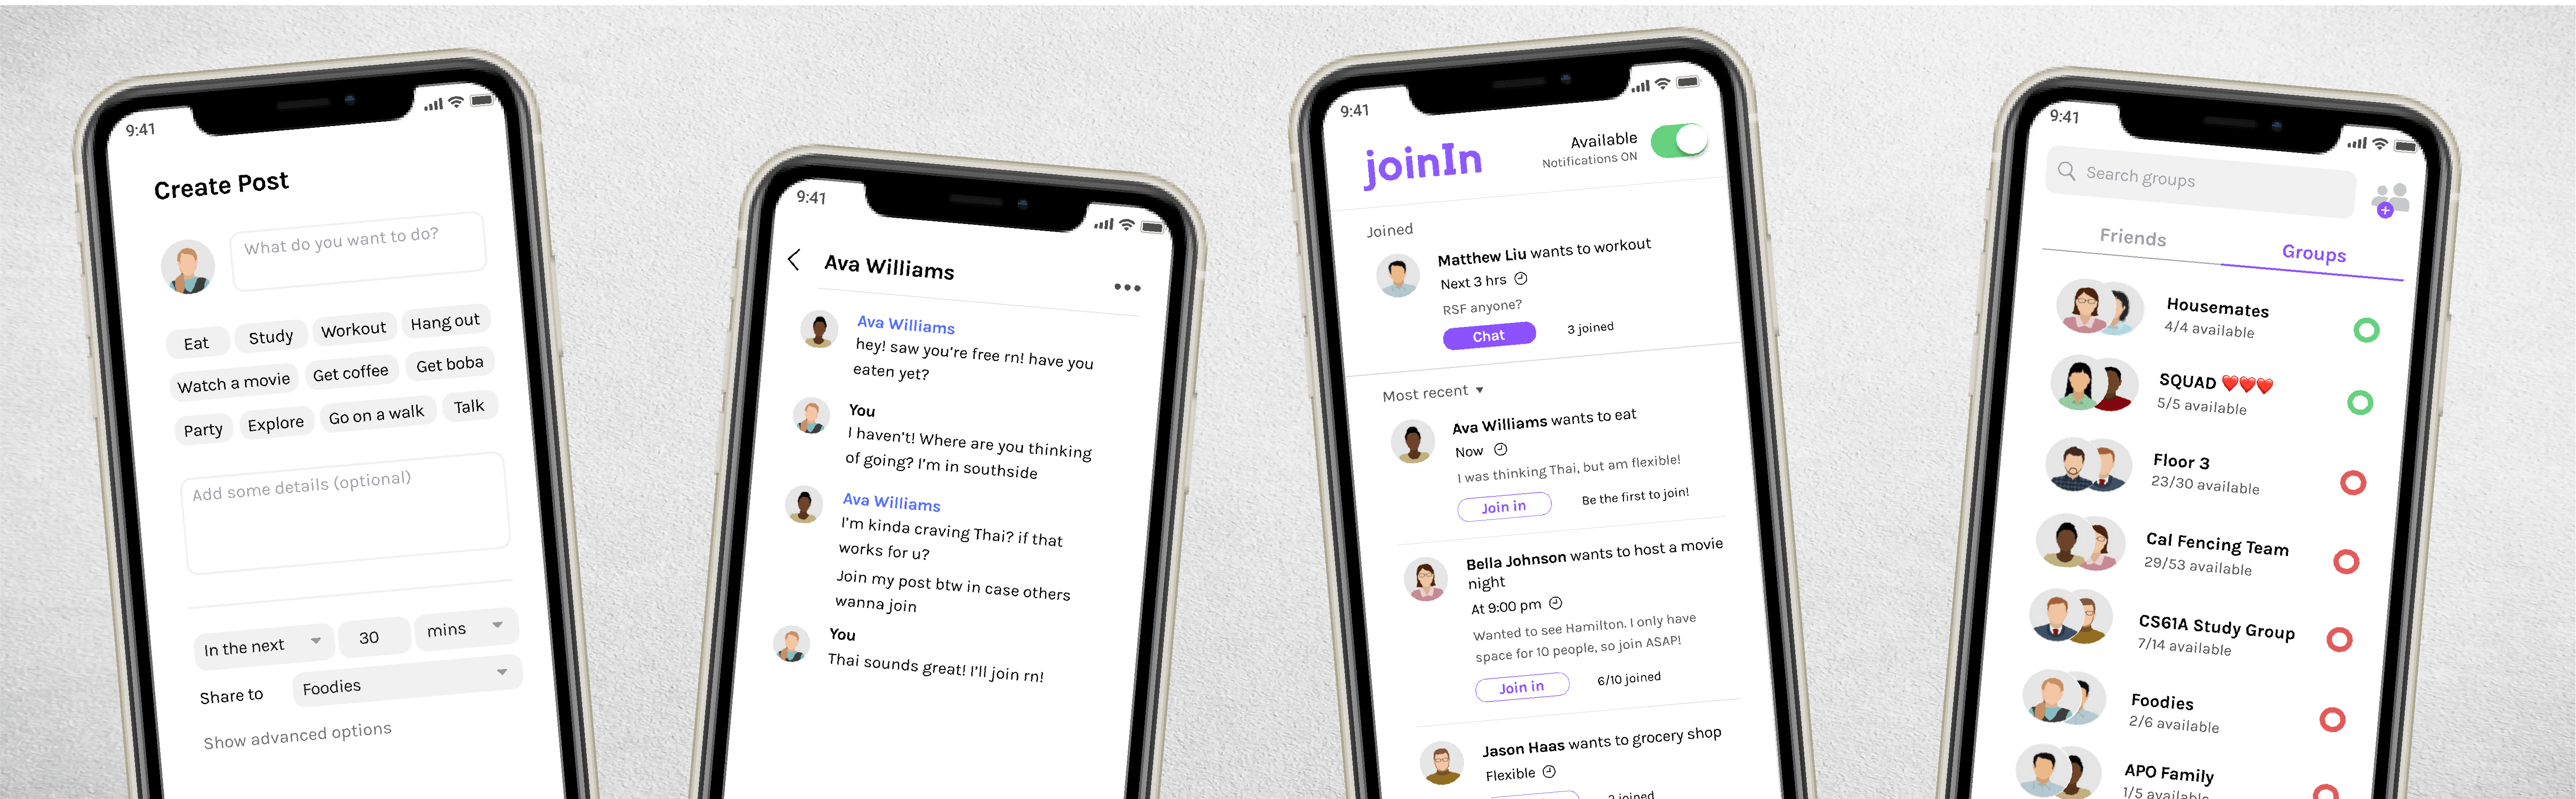 9:41
Create Post
What do you want to do?
Eat
Study
Workout
Hang out
Watch a movie
Get coffee
Get boba
Party
Explore
Go on a walk
Talk
Add some details (optional)
In the next
30
mins
Share to
Foodies
Show advanced options
9:41
Ava Williams
Ava Williams
hey! saw you're free rn! have you
eaten yet?
You
I haven't! Where are you thinking
of going? I'm in southside
Ava Williams
I'm kinda craving Thai? if that
works for u?
Join my post btw in case others
wanna join
You
Thai sounds great! I'll join rn!
9:41
joinIn
Available
Notifications ON
Joined
Matthew Liu wants to workout
Next 3 hrs
RSF anyone?
Chat
3 joined
Most recent
Ava Williams wants to eat
Now
I was thinking Thai, but am flexible!
Join in
Be the first to join!
Bella Johnson wants to host a movie
night
At 9:00 pm
Wanted to see Hamilton. I only have
space for 10 people, so join ASAP!
Join in
6/10 joined
Jason Haas wants to grocery shop
Flexible
joined
9:41
Search groups
Friends
Groups
Housemates
4/4 available
SQUAD ❤️❤️❤️
5/5 available
Floor 3
23/30 available
Cal Fencing Team
29/53 available
CS61A Study Group
7/14 available
Foodies
2/6 available
APO Family
1/5 available